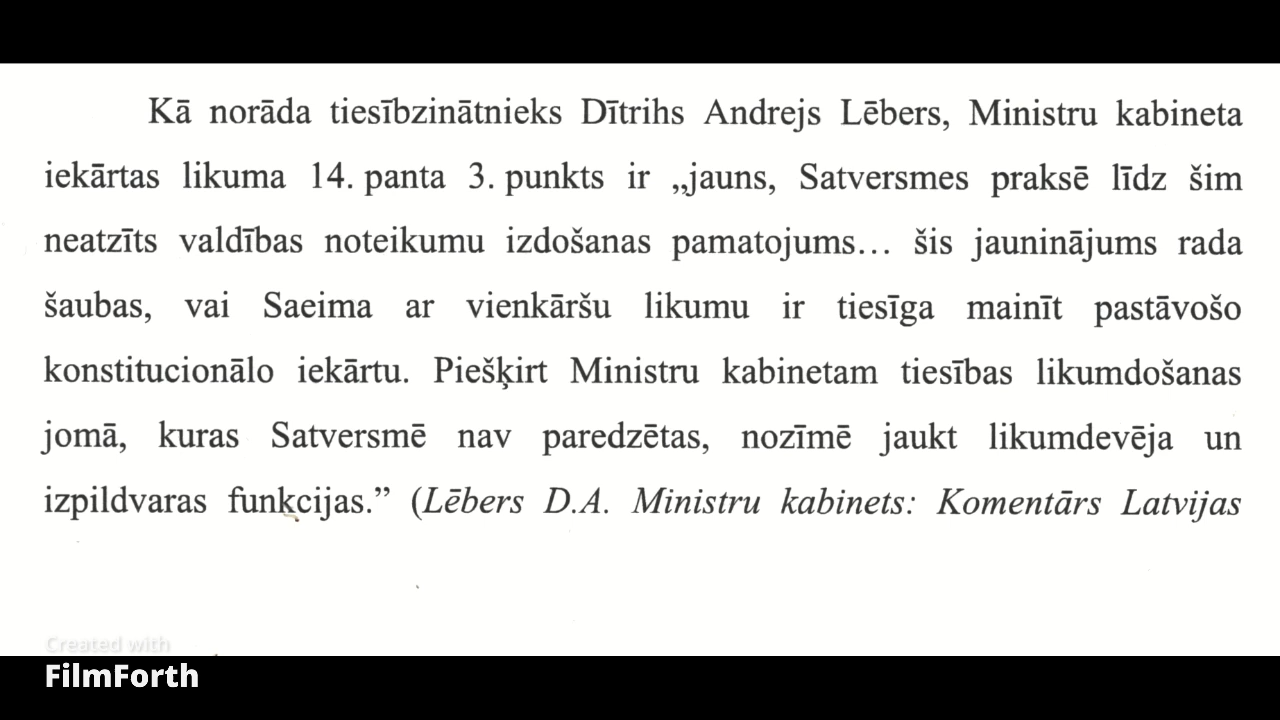 Kā norāda tiesībzinātnieks Dītrihs Andrejs Lēbers, Ministru kabineta
iekārtas likuma 14. panta 3. punkts ir „jauns, Satversmes praksē līdz šim
neatzīts valdības noteikumu izdošanas pamatojums… šis jauninājums rada
šaubas, vai Saeima ar vienkāršu likumu ir tiesīga mainīt pastāvošo
konstitucionālo iekārtu. Piešķirt Ministru kabinetam tiesības likumdošanas
jomā, kuras Satversmē nav paredzētas, nozīmē jaukt likumdevēja un
izpildvaras funkcijas.” (Lēbers D.A. Ministru kabinets: Komentārs Latvijas
Created with
FilmForth